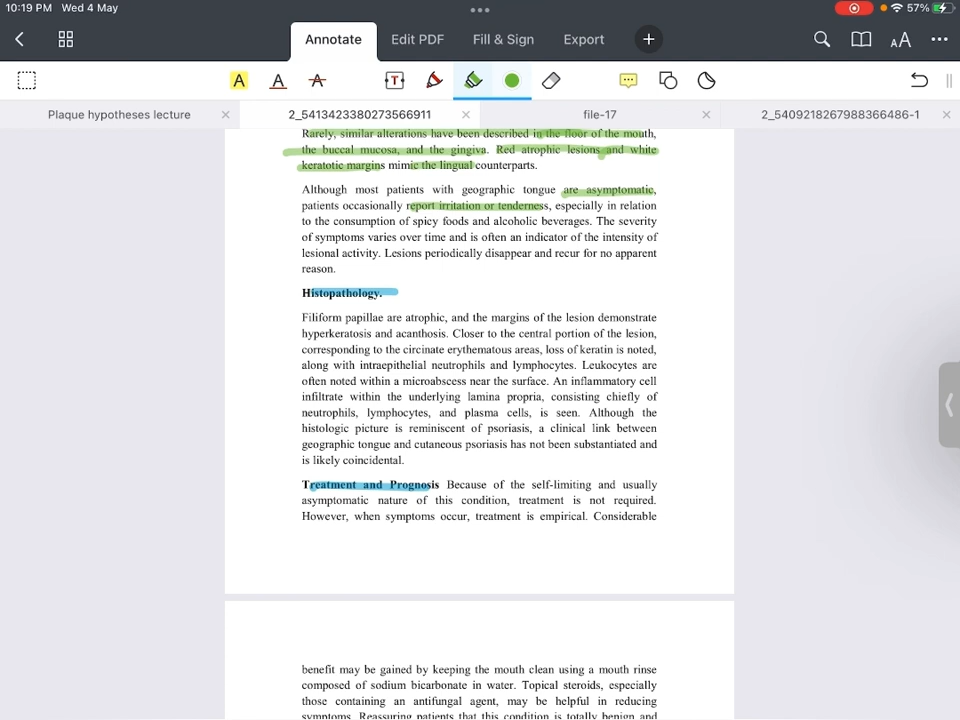 10:19 PM Wed 4 May
57%
Annotate
Edit PDF
Fill & Sign
Export
AA
A A A
T
Plaque hypotheses lecture
2_5413423380273566911
file-17
2_5409218267988366486-1
Rarely, similar alterations have been described in the floor of the mouth,
the buccal mucosa, and the gingiva. Red atrophic lesions and white
keratotic margins mimic the lingual counterparts.
Although most patients with geographic tongue are asymptomatic,
patients occasionally report irritation or tenderness, especially in relation
to the consumption of spicy foods and alcoholic beverages. The severity
of symptoms varies over time and is often an indicator of the intensity of
lesional activity. Lesions periodically disappear and recur for no apparent
reason.
Histopathology.
Filiform papillae are atrophic, and the margins of the lesion demonstrate
hyperkeratosis and acanthosis. Closer to the central portion of the lesion,
corresponding to the circinate erythematous areas, loss of keratin is noted,
along with intraepithelial neutrophils and lymphocytes. Leukocytes are
often noted within a microabscess near the surface. An inflammatory cell
infiltrate within the underlying lamina propria, consisting chiefly of
neutrophils, lymphocytes, and plasma cells, is seen. Although the
histologic picture is reminiscent of psoriasis, a clinical link between
geographic tongue and cutaneous psoriasis has not been substantiated and
is likely coincidental.
Treatment and Prognosis Because of the self-limiting and usually
asymptomatic nature of this condition, treatment is not required.
However, when symptoms occur, treatment is empirical. Considerable
benefit may be gained by keeping the mouth clean using a mouth rinse
composed of sodium bicarbonate in water. Topical steroids, especially
those containing an antifungal agent, may be helpful in reducing
symptoms. Reassuring patients that this condition is totally benign and